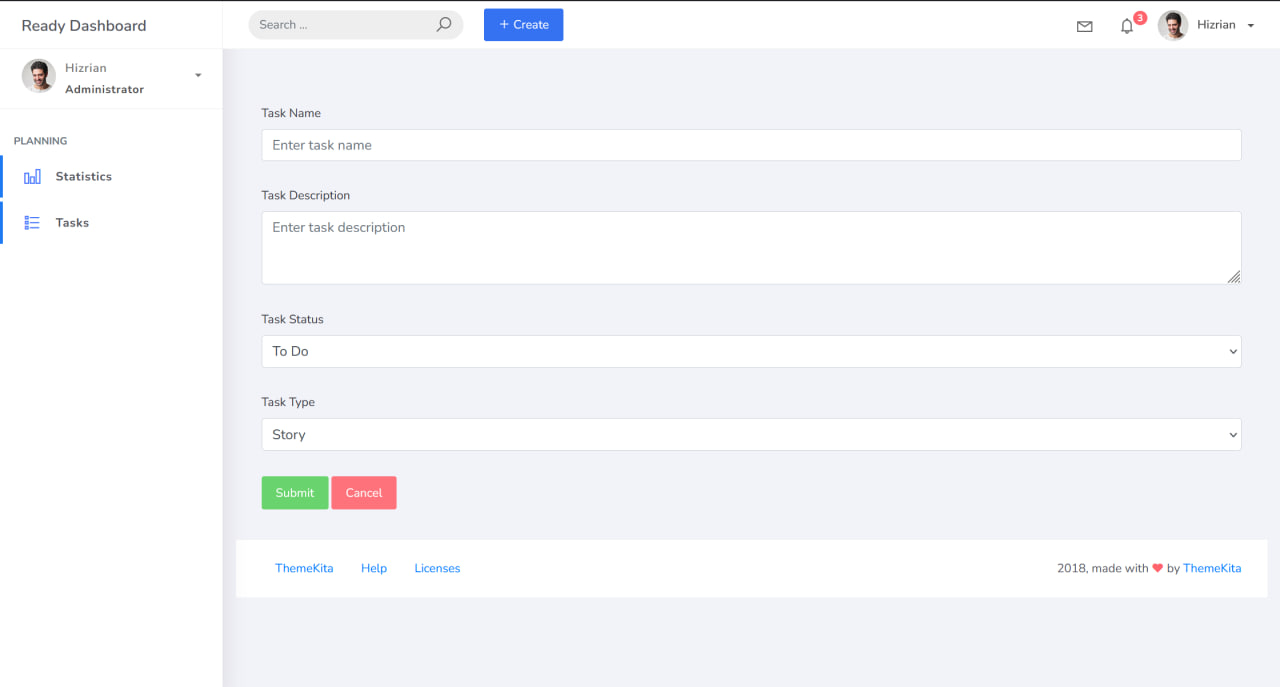 Ready Dashboard
Search ...
+ Create
3
Hizrian
Hizrian
Administrator
PLANNING
Statistics
Tasks
Task Name
Enter task name
Task Description
Enter task description
Task Status
To Do
Task Type
Story
Submit
Cancel
ThemeKita
Help
Licenses
2018, made with ❤ by ThemeKita